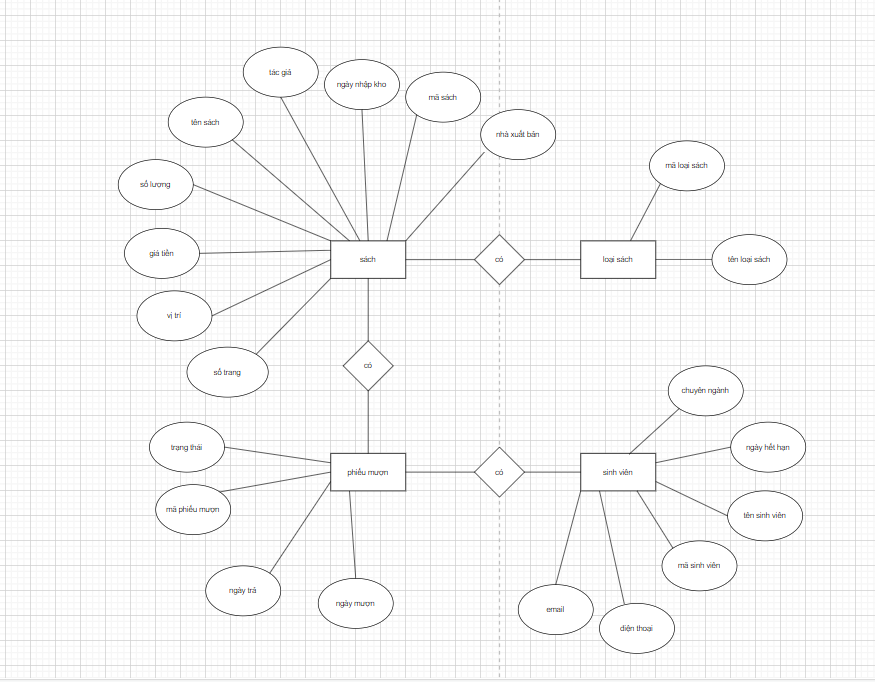 tác giả
ngày nhập kho
mã sách
tên sách
nhà xuất bản
mã loại sách
số lượng
giá tiền
sách
có
loại sách
tên loại sách
vị trí
số trang
có
chuyên ngành
trạng thái
ngày hết hạn
phiếu mượn
có
sinh viên
mã phiếu mượn
tên sinh viên
mã sinh viên
ngày trả
ngày mượn
email
điện thoại